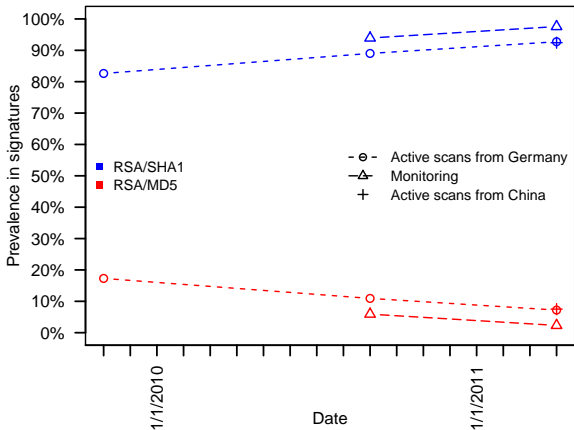 Prevalence in signatures
100%
90%
80%
70%
60%
50%
40%
30%
20%
10%
0%
RSA/SHA1
RSA/MD5
Active scans from Germany
Monitoring
Active scans from China
1/1/2010
1/1/2011
Date